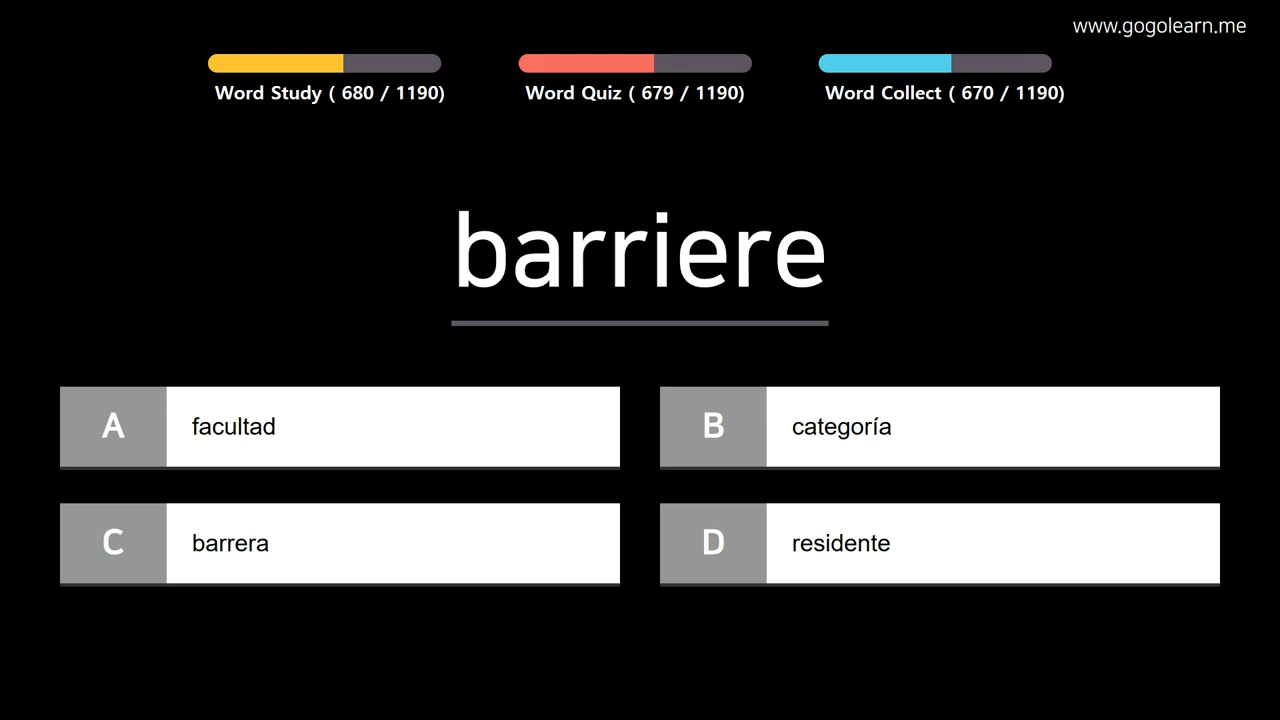 www.gogolearn.me
Word Study ( 680 / 1190)
Word Quiz ( 679 / 1190)
Word Collect ( 670 / 1190)
barriere
A facultad
B categoría
C barrera
D residente